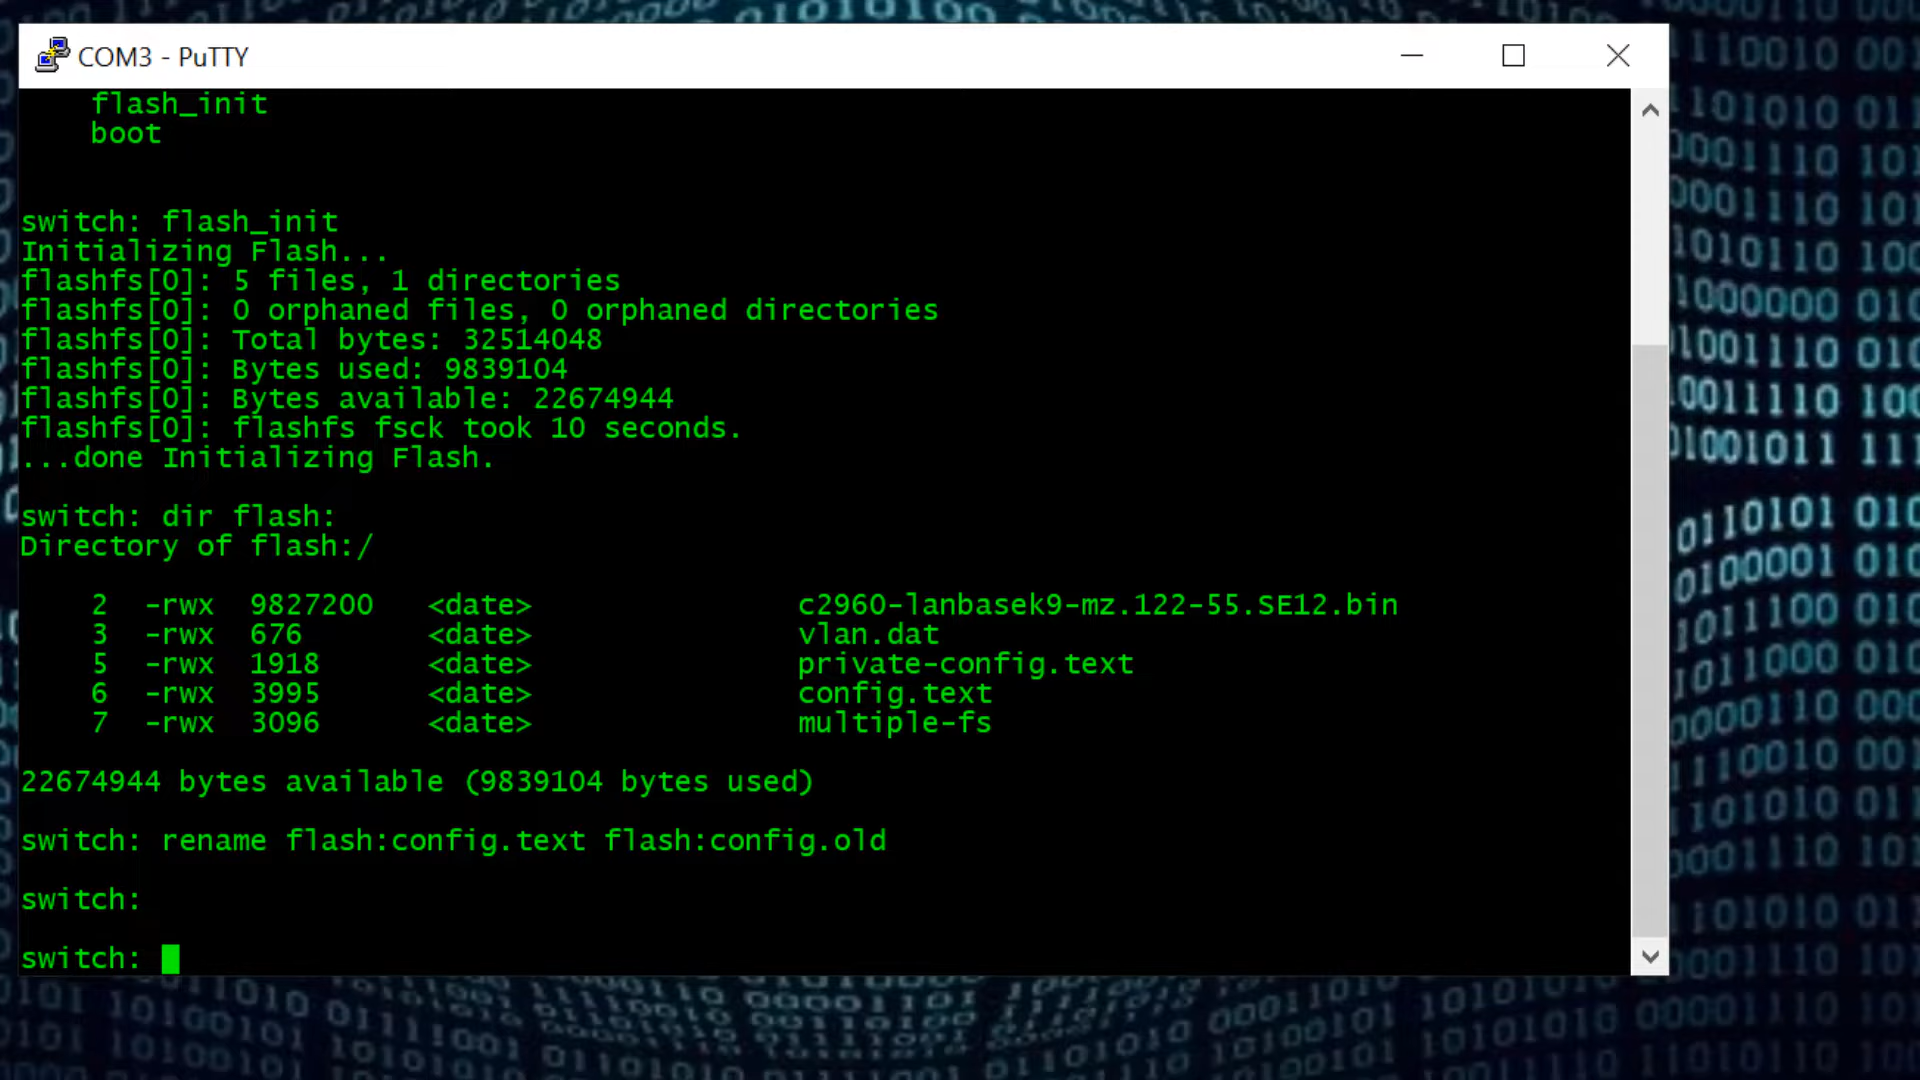 COM3 - PuTTY
flash_init
boot
switch: flash_init
Initializing Flash...
flashfs[0]: 5 files, 1 directories
flashfs[0]: 0 orphaned files, 0 orphaned directories
flashfs[0]: Total bytes: 32514048
flashfs[0]: Bytes used: 9839104
flashfs[0]: Bytes available: 22674944
flashfs[0]: flashfs fsck took 10 seconds.
...done Initializing Flash.
switch: dir flash:
Directory of flash:/
2 -rwx 9827200 <date> c2960-lanbasek9-mz.122-55.SE12.bin
3 -rwx 676 <date> vlan.dat
5 -rwx 1918 <date> private-config.text
6 -rwx 3995 <date> config.text
7 -rwx 3096 <date> multiple-fs
22674944 bytes available (9839104 bytes used)
switch: rename flash:config.text flash:config.old
switch:
switch: